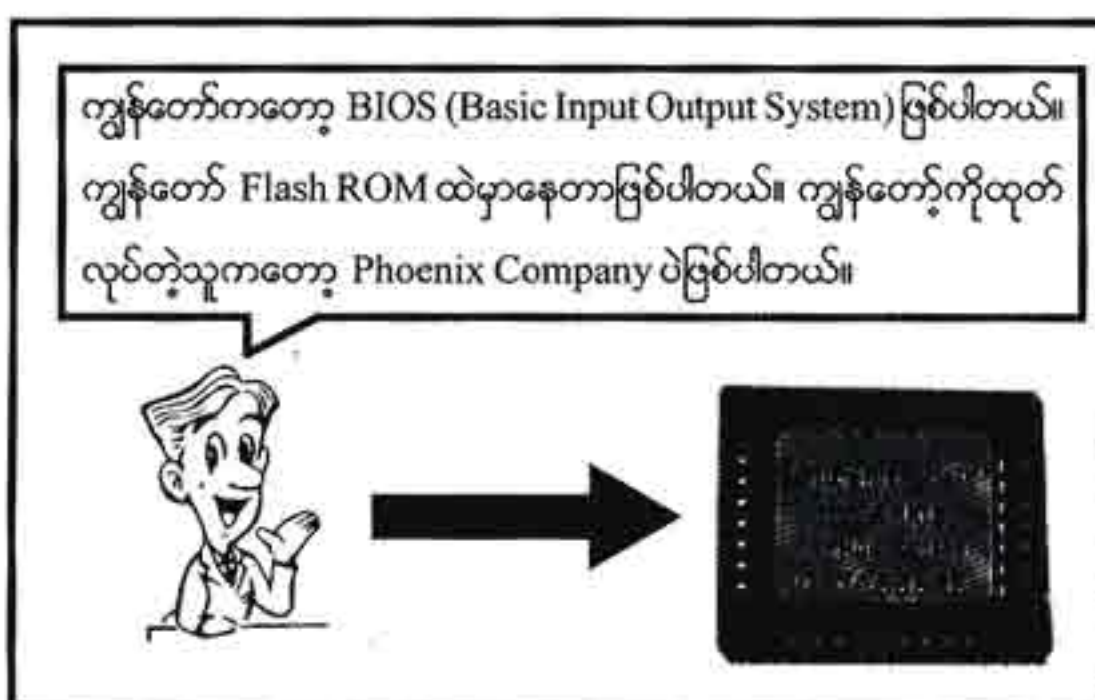 ကျွန်တော်ကတော့ BIOS (Basic Input Output System) ဖြစ်ပါတယ်။
ကျွန်တော် Flash ROM ထဲမှာနေတာဖြစ်ပါတယ်။ ကျွန်တော့်ကိုထုတ်
လုပ်တဲ့သူကတော့ Phoenix Company ပဲဖြစ်ပါတယ်။